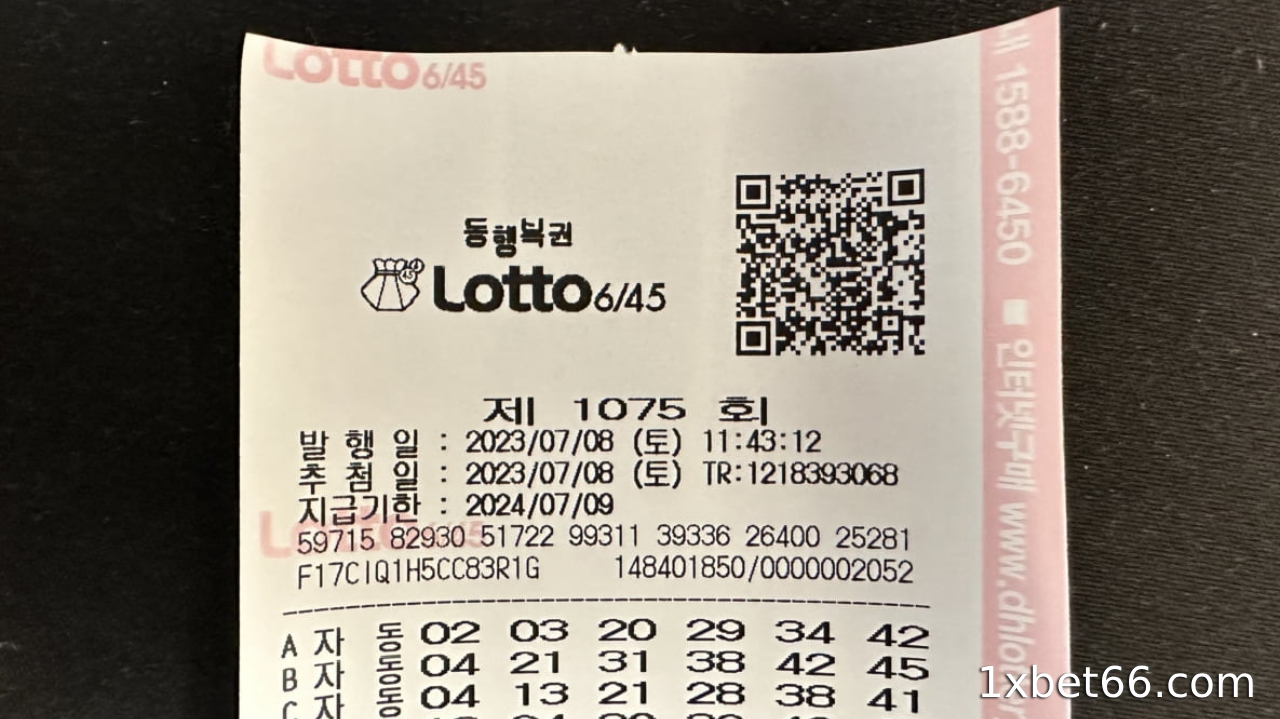 Lotto 6/45
동행복권
Lotto 6/45
제 1075 회
발 행 일 : 2023/07/08 (토) 11:43:12
추 첨 일 : 2023/07/08 (토) TR:1218393068
지급기한 : 2024/07/09
Lotto 6/45
59715 82930 51722 99311 39336 26400 25281
F17CIQ1H5CC83R1G 148401850/0000002052
A 자 동 02 03 20 29 34 42
B 자 동 04 21 31 38 42 45
C 자 동 04 13 21 28 38 41
1588-6450 ■ 인터넷구매
1xbet66.com